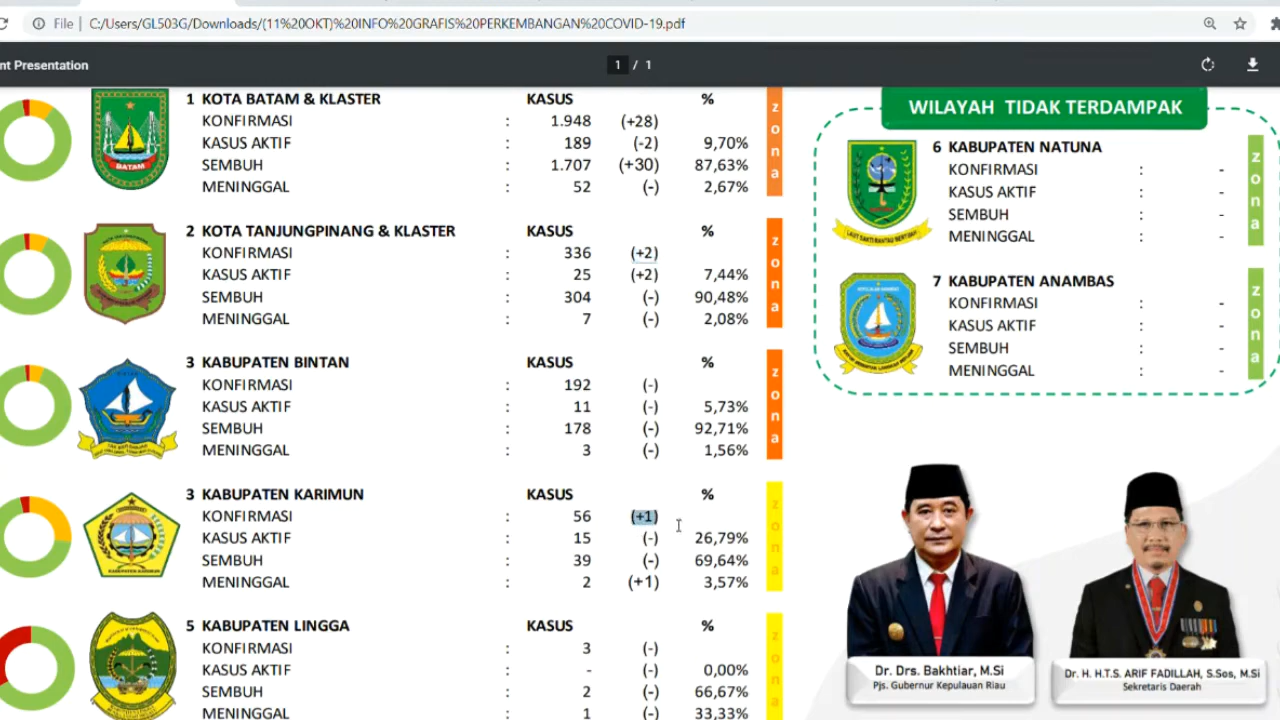 File | C:/Users/GL503G/Downloads/(11%20OKT)%20INFO%20GRAFIS%20PERKEMBANGAN%20COVID-19.pdf
nt Presentation
1 / 1
1 KOTA BATAM & KLASTER KASUS %
KONFIRMASI : 1.948 (+28)
KASUS AKTIF : 189 (-2) 9,70%
SEMBUH : 1.707 (+30) 87,63%
MENINGGAL : 52 (-) 2,67%
BATAM
zona
2 KOTA TANJUNGPINANG & KLASTER KASUS %
KONFIRMASI : 336 (+2)
KASUS AKTIF : 25 (+2) 7,44%
SEMBUH : 304 (-) 90,48%
MENINGGAL : 7 (-) 2,08%
zona
3 KABUPATEN BINTAN KASUS %
KONFIRMASI : 192 (-)
KASUS AKTIF : 11 (-) 5,73%
SEMBUH : 178 (-) 92,71%
MENINGGAL : 3 (-) 1,56%
zona
3 KABUPATEN KARIMUN KASUS %
KONFIRMASI : 56 (+1)
KASUS AKTIF : 15 (-) 26,79%
SEMBUH : 39 (-) 69,64%
MENINGGAL : 2 (+1) 3,57%
zona
5 KABUPATEN LINGGA KASUS %
KONFIRMASI : 3 (-)
KASUS AKTIF : - (-) 0,00%
SEMBUH : 2 (-) 66,67%
MENINGGAL : 1 (-) 33,33%
zona
WILAYAH TIDAK TERDAMPAK
6 KABUPATEN NATUNA
KONFIRMASI : -
KASUS AKTIF : -
SEMBUH : -
MENINGGAL : -
zona
7 KABUPATEN ANAMBAS
KONFIRMASI : -
KASUS AKTIF : -
SEMBUH : -
MENINGGAL : -
zona
Dr. Drs. Bakhtiar, M.Si
Pjs. Gubernur Kepulauan Riau
Dr. H. H.T.S. ARIF FADILLAH, S.Sos, M.Si
Sekretaris Daerah